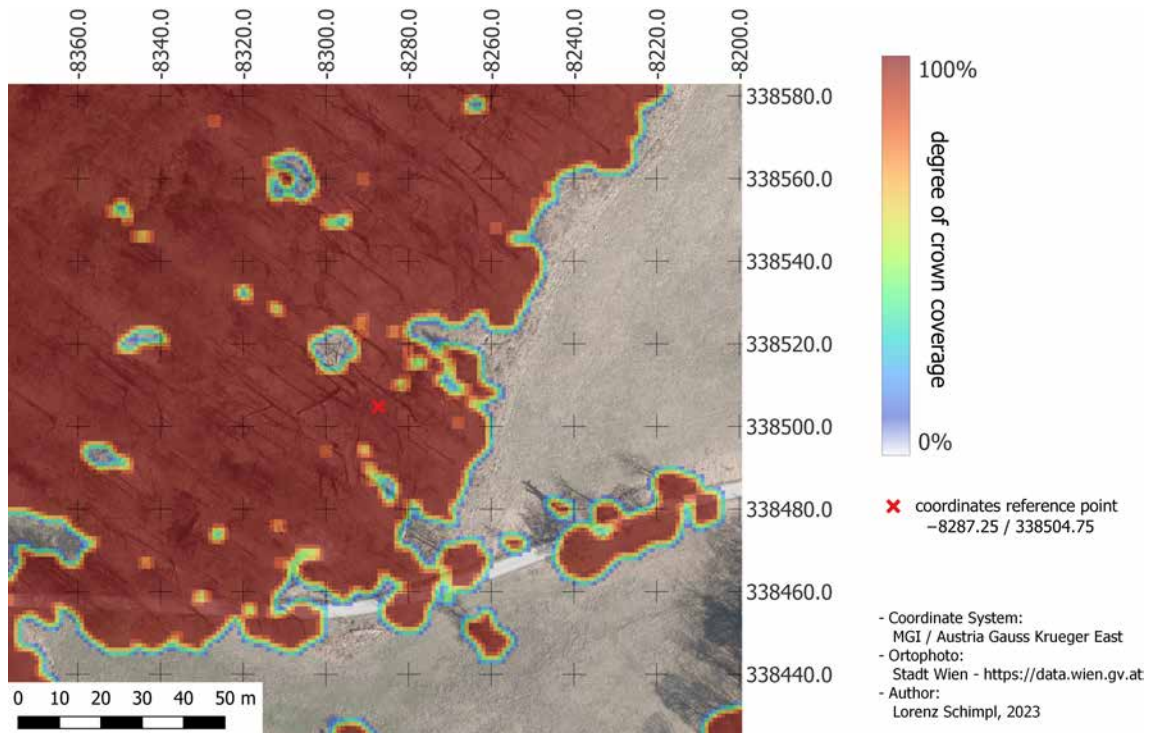 -8360.0
-8340.0
-8320.0
-8300.0
-8280.0
-8260.0
-8240.0
-8220.0
-8200.0
338580.0
338560.0
338540.0
338520.0
338500.0
338480.0
338460.0
338440.0
0 10 20 30 40 50 m
100%
degree of crown coverage
0%
coordinates reference point
−8287.25 / 338504.75
- Coordinate System:
MGI / Austria Gauss Krueger East
- Ortophoto:
Stadt Wien - https://data.wien.gv.at
- Author:
Lorenz Schimpl, 2023